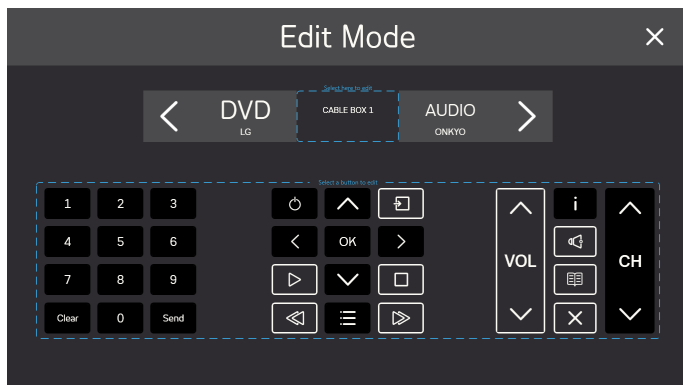 Edit Mode
Select here to edit
DVD
LG
CABLE BOX 1
AUDIO
ONKYO
Select a button to edit
1 2 3
4 5 6
7 8 9
Clear 0 Send
OK
VOL
i
CH